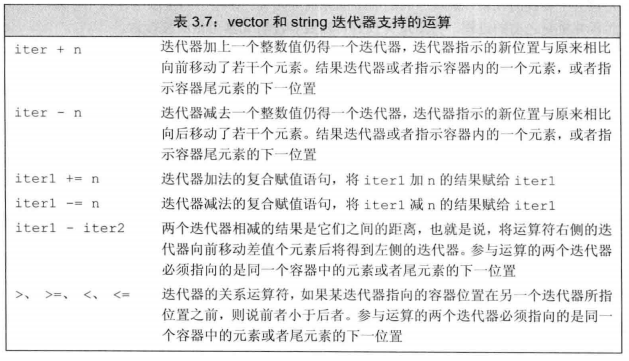 表 3.7：vector 和 string 迭代器支持的运算
iter + n 迭代器加上一个整数值仍得一个迭代器，迭代器指示的新位置与原来相比
向前移动了若干个元素。结果迭代器或者指示容器内的一个元素，或者指
示容器尾元素的下一位置
iter - n 迭代器减去一个整数值仍得一个迭代器，迭代器指示的新位置与原来相比
向后移动了若干个元素。结果迭代器或者指示容器内的一个元素，或者指
示容器尾元素的下一位置
iter1 += n 迭代器加法的复合赋值语句，将 iter1 加 n 的结果赋给 iter1
iter1 -= n 迭代器减法的复合赋值语句，将 iter1 减 n 的结果赋给 iter1
iter1 - iter2 两个迭代器相减的结果是它们之间的距离，也就是说，将运算符右侧的迭
代器向前移动差值个元素后将得到左侧的迭代器。参与运算的两个迭代器
必须指向的是同一个容器中的元素或者尾元素的下一位置
>、 >=、 <、 <= 迭代器的关系运算符，如果某迭代器指向的容器位置在另一个迭代器所指
位置之前，则说前者小于后者。参与运算的两个迭代器必须指向的是同一
个容器中的元素或者尾元素的下一位置